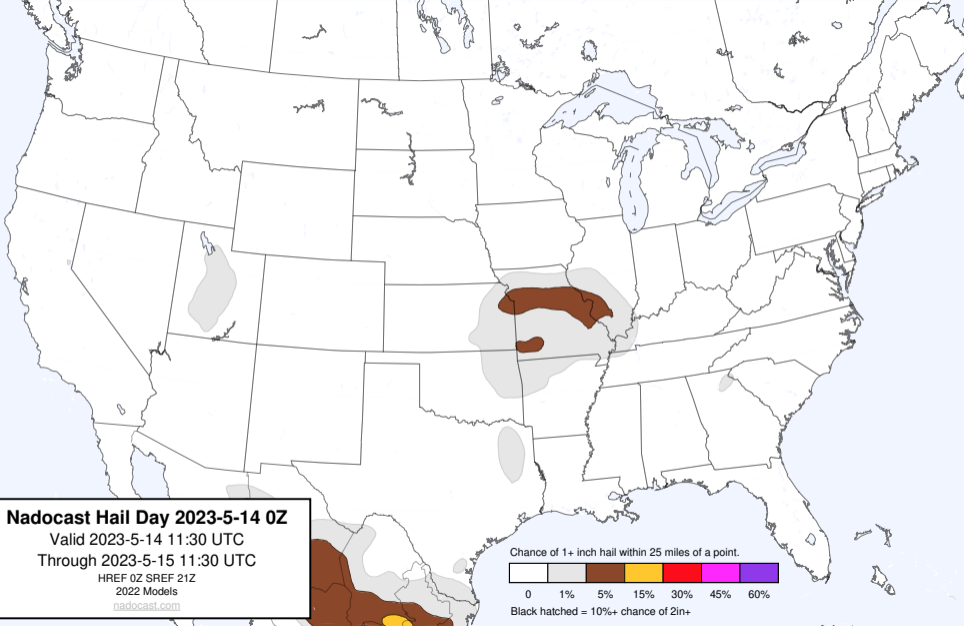 Nadocast Hail Day 2023-5-14 0Z
Valid 2023-5-14 11:30 UTC
Through 2023-5-15 11:30 UTC
HREF 0Z SREF 21Z
2022 Models
nadocast.com
Chance of 1+ inch hail within 25 miles of a point.
0 1% 5% 15% 30% 45% 60%
Black hatched = 10%+ chance of 2in+